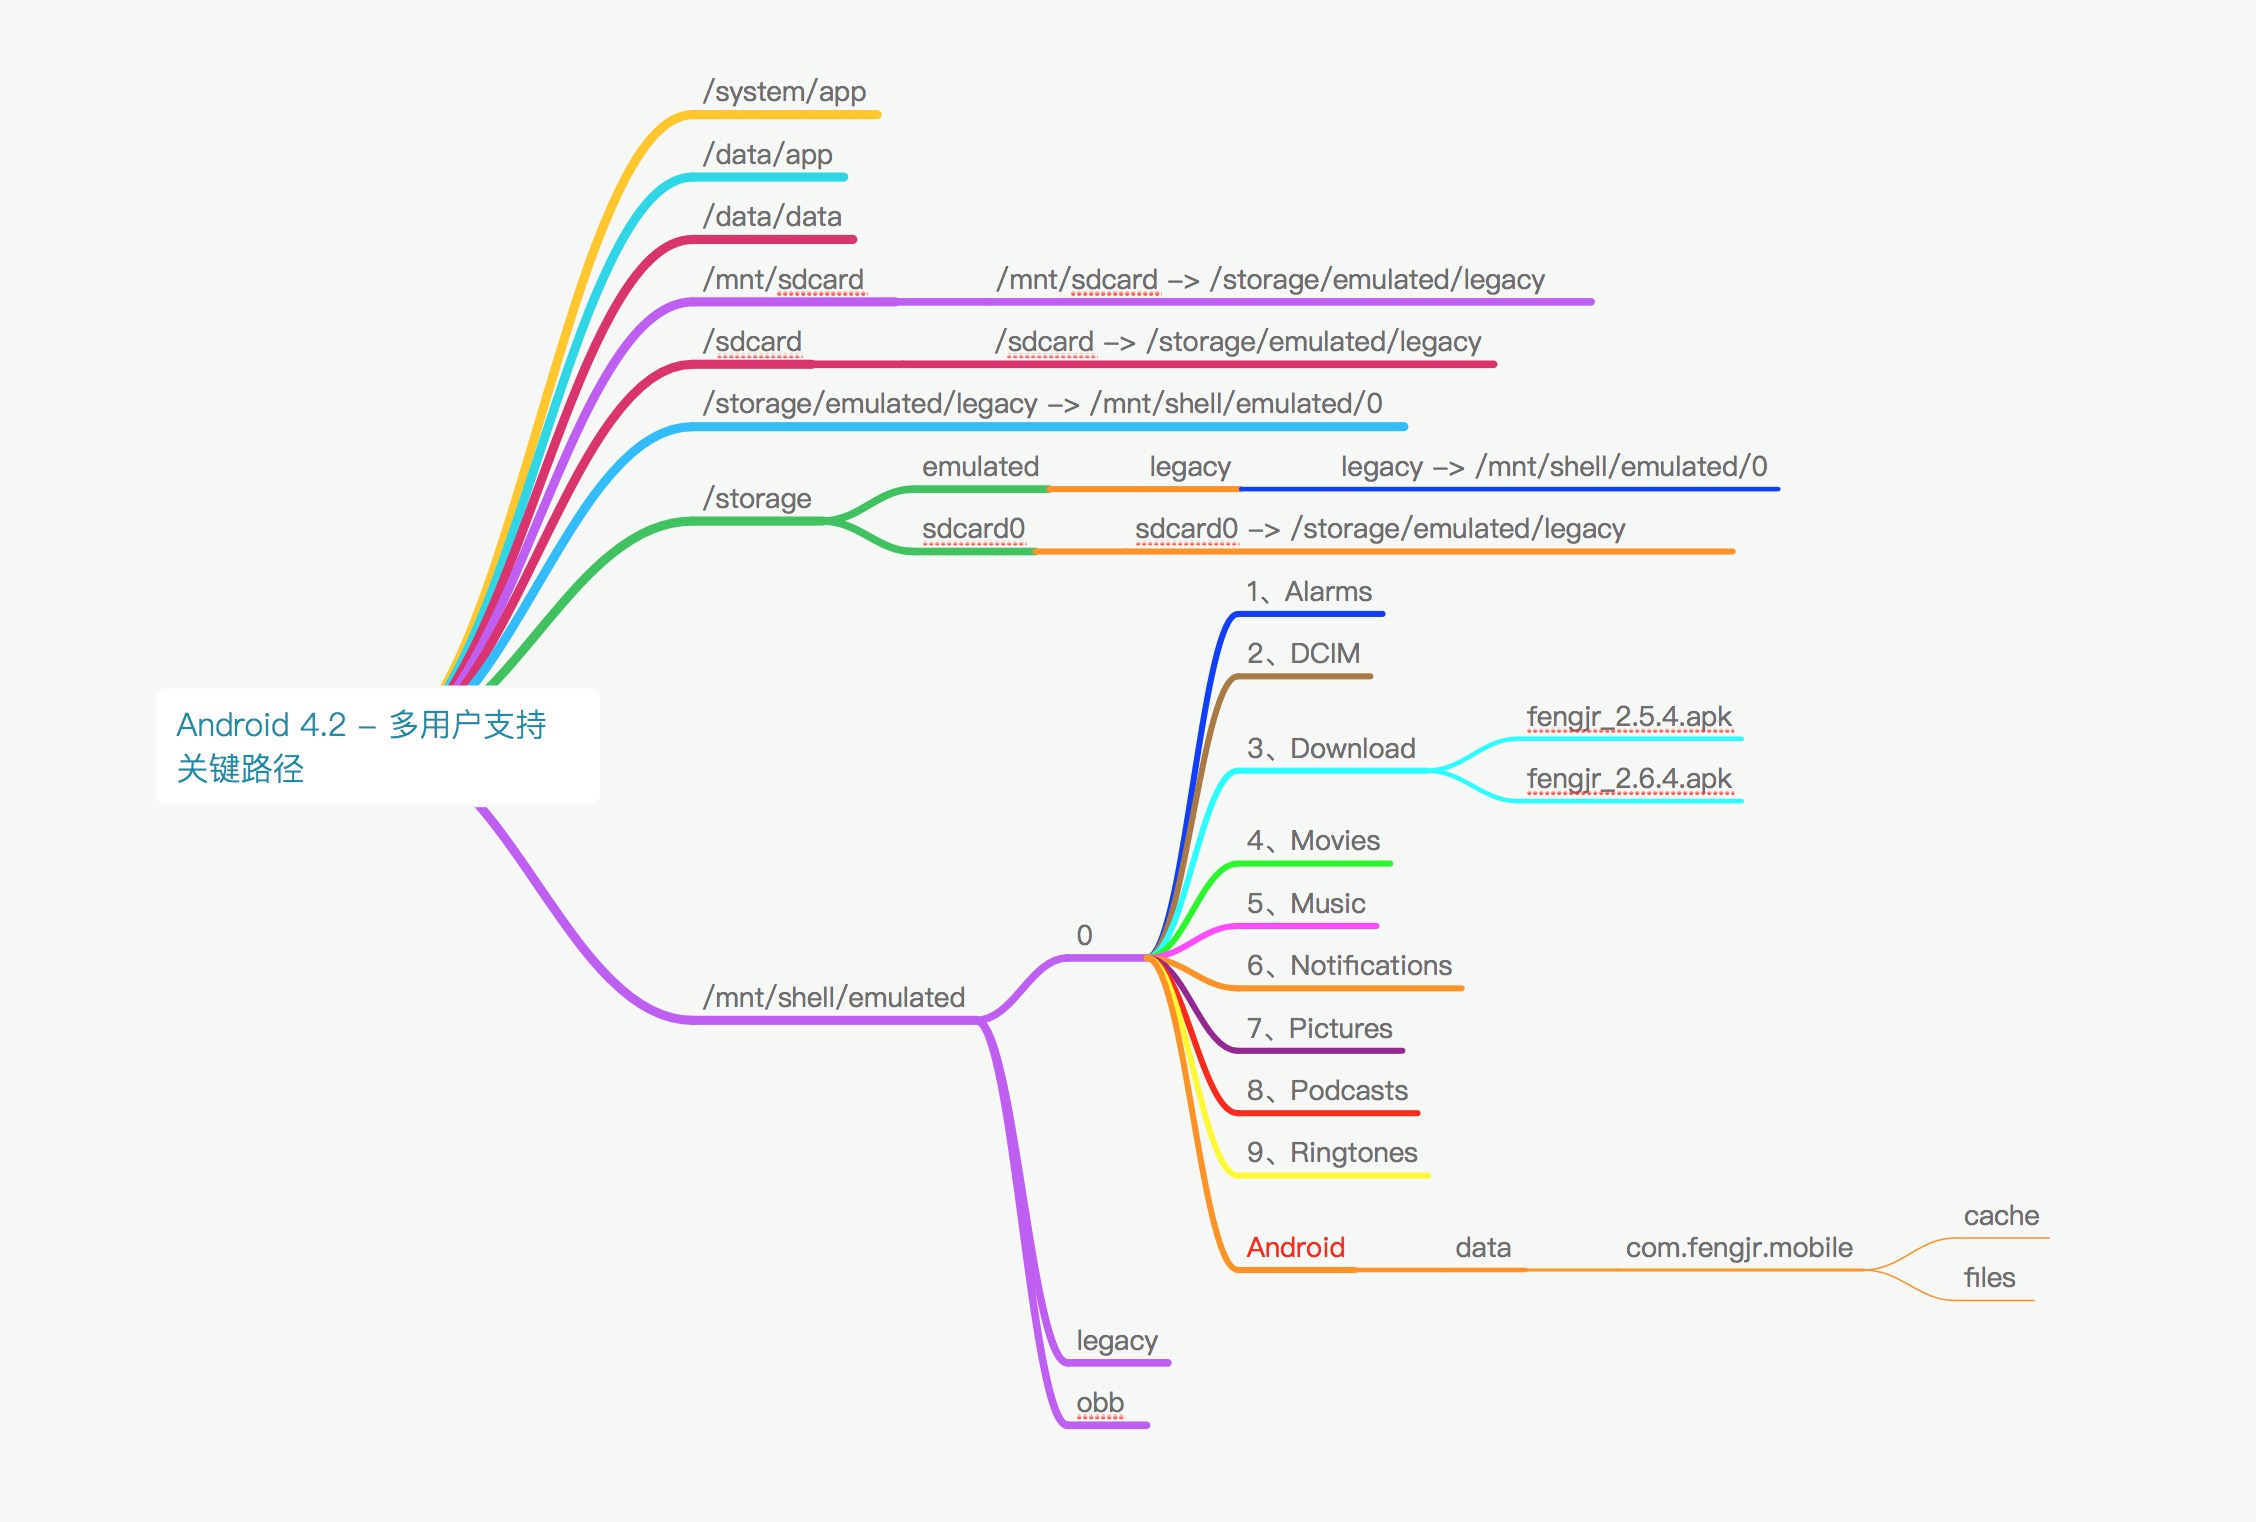 /system/app
/data/app
/data/data
/mnt/sdcard
/mnt/sdcard -> /storage/emulated/legacy
/sdcard
/sdcard -> /storage/emulated/legacy
/storage/emulated/legacy -> /mnt/shell/emulated/0
/storage
emulated
legacy
legacy -> /mnt/shell/emulated/0
sdcard0
sdcard0 -> /storage/emulated/legacy
Android 4.2 - 多用户支持
关键路径
/mnt/shell/emulated
0
1、Alarms
2、DCIM
3、Download
fengjr_2.5.4.apk
fengjr_2.6.4.apk
4、Movies
5、Music
6、Notifications
7、Pictures
8、Podcasts
9、Ringtones
Android
data
com.fengjr.mobile
cache
files
legacy
obb